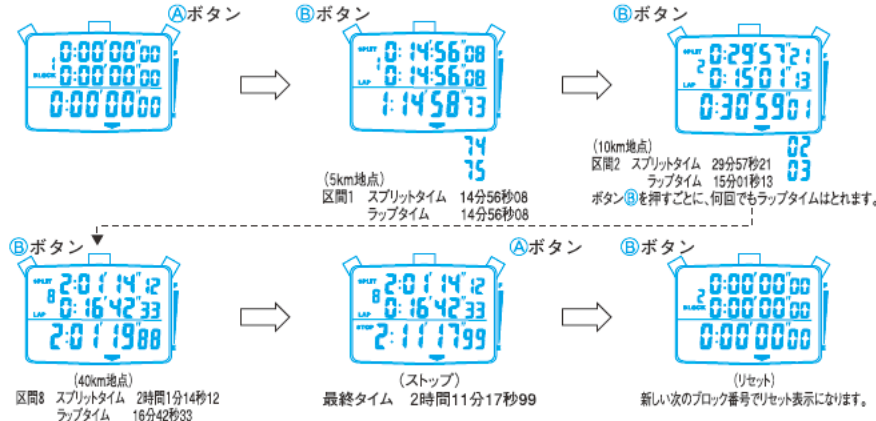 Ⓐボタン
Ⓑボタン
Ⓑボタン
0:00'00"00
1
BLOCK 0:00'00"00
0:00'00"00
SPLIT 0:14:56"08
1
LAP 0:14:56"08
1:14'58"73
74
75
SPLIT 0:29'57"21
2
LAP 0:15'01"13
0:30'59"01
02
03
(5km地点)
区間1 スプリットタイム 14分56秒08
ラップタイム 14分56秒08
(10km地点)
区間2 スプリットタイム 29分57秒21
ラップタイム 15分01秒13
ボタンⒷを押すごとに、何回でもラップタイムはとれます。
Ⓑボタン
Ⓐボタン
Ⓑボタン
SPLIT 2:01'14"12
8
LAP 0:16'42"33
2:01'19"88
SPLIT 2:01'14"12
8
LAP 0:16'42"33
STOP 2:11'17"99
0:00'00"00
2
BLOCK 0:00'00"00
0:00'00"00
(40km地点)
区間8 スプリットタイム 2時間1分14秒12
ラップタイム 16分42秒33
(ストップ)
最終タイム 2時間11分17秒99
(リセット)
新しい次のブロック番号でリセット表示になります。